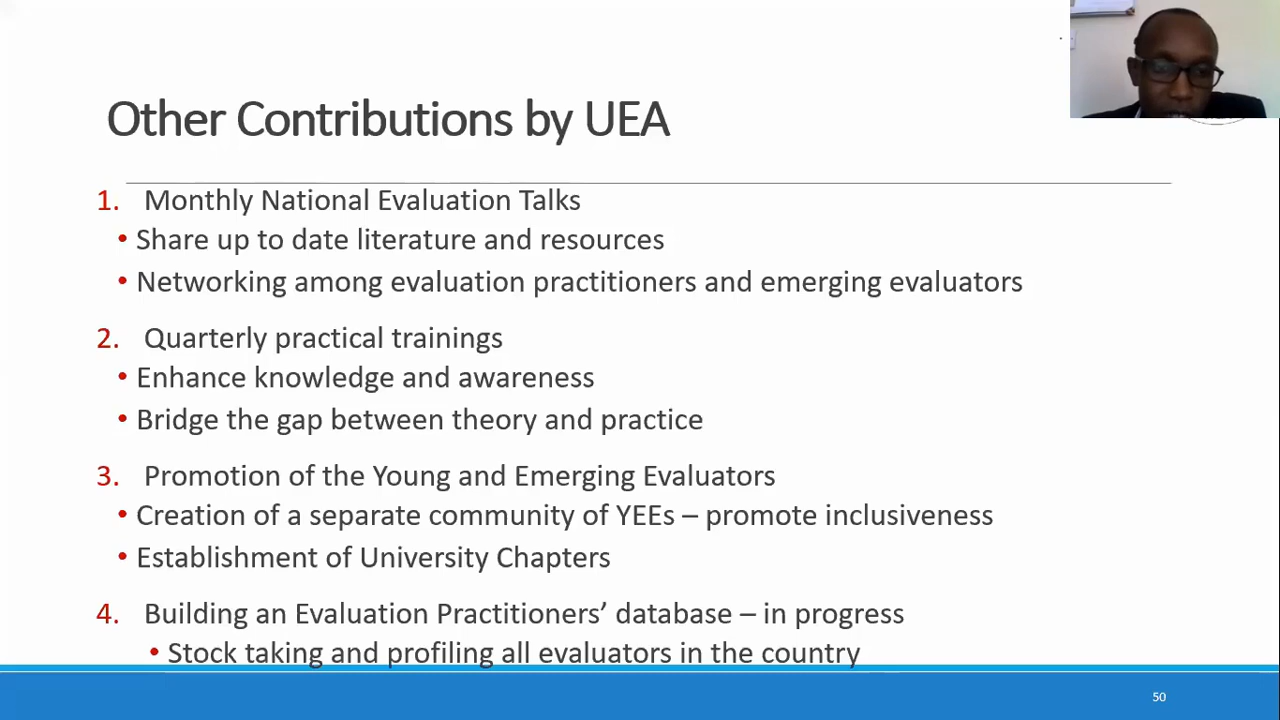 Other Contributions by UEA
1. Monthly National Evaluation Talks
• Share up to date literature and resources
• Networking among evaluation practitioners and emerging evaluators
2. Quarterly practical trainings
• Enhance knowledge and awareness
• Bridge the gap between theory and practice
3. Promotion of the Young and Emerging Evaluators
• Creation of a separate community of YEEs – promote inclusiveness
• Establishment of University Chapters
4. Building an Evaluation Practitioners’ database – in progress
• Stock taking and profiling all evaluators in the country
50